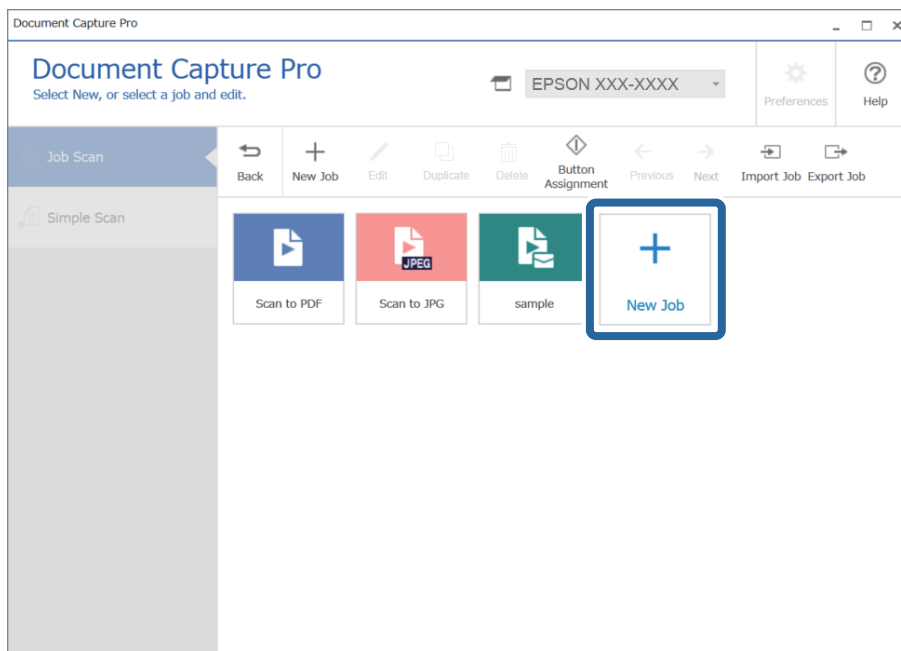 Document Capture Pro
Document Capture Pro
Select New, or select a job and edit.
EPSON XXX-XXXX
Preferences
Help
Job Scan
Simple Scan
Back
New Job
Edit
Duplicate
Delete
Button
Assignment
Previous
Next
Import Job
Export Job
Scan to PDF
JPEG
Scan to JPG
sample
New Job